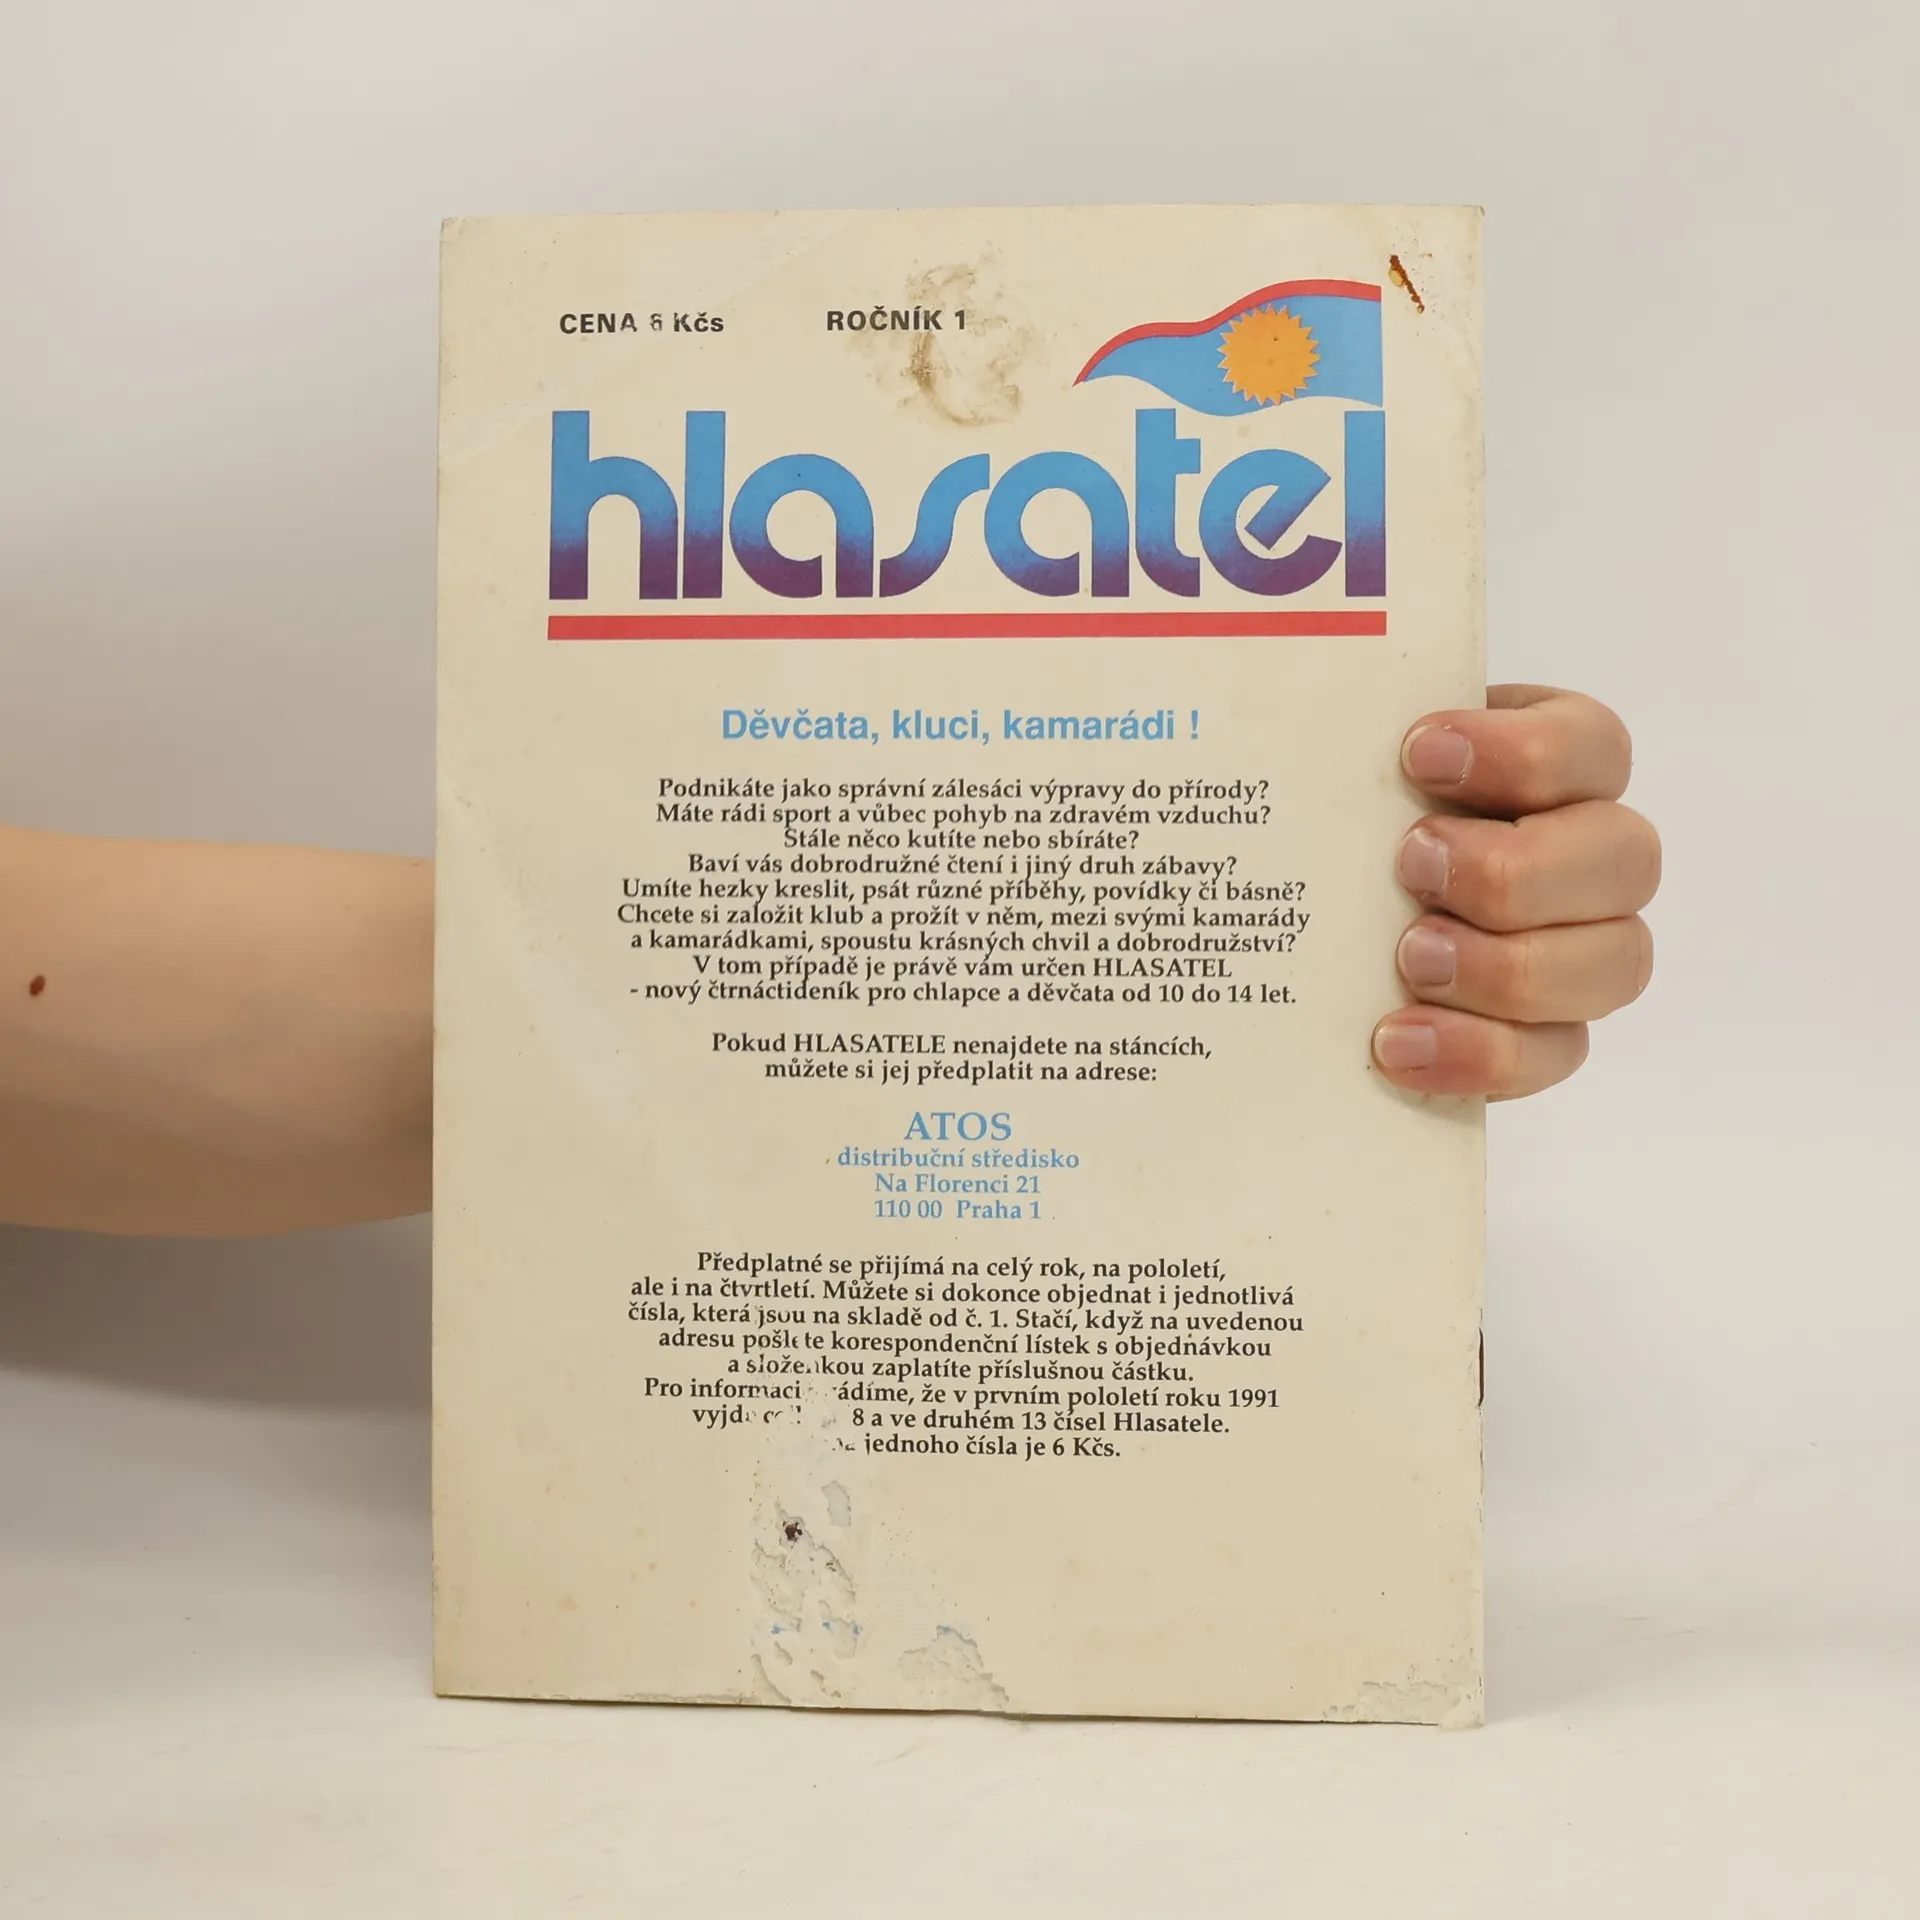 CENA 6 Kčs ROČNÍK 1
hlasatel
Děvčata, kluci, kamarádi !
Podnikáte jako správní zálesáci výpravy do přírody?
Máte rádi sport a vůbec pohyb na zdravém vzduchu?
Stále něco kutíte nebo sbíráte?
Baví vás dobrodružné čtení i jiný druh zábavy?
Umíte hezky kreslit, psát různé příběhy, povídky či básně?
Chcete si založit klub a prožít v něm, mezi svými kamarády
a kamarádkami, spoustu krásných chvil a dobrodružství?
V tom případě je právě vám určen HLASATEL
- nový čtrnáctideník pro chlapce a děvčata od 10 do 14 let.
Pokud HLASATELE nenajdete na stáncích,
můžete si jej předplatit na adrese:
ATOS
distribuční středisko
Na Florenci 21
110 00 Praha 1
Předplatné se přijímá na celý rok, na pololetí,
ale i na čtvrtletí. Můžete si dokonce objednat i jednotlivá
čísla, která jsou na skladě od č. 1. Stačí, když na uvedenou
adresu pošlete korespondenční lístek s objednávkou
a složenkou zaplatíte příslušnou částku.
Pro informaci že v prvním pololetí roku 1991
8 a ve druhém 13 čísel Hlasatele.
jednoho čísla je 6 Kčs.